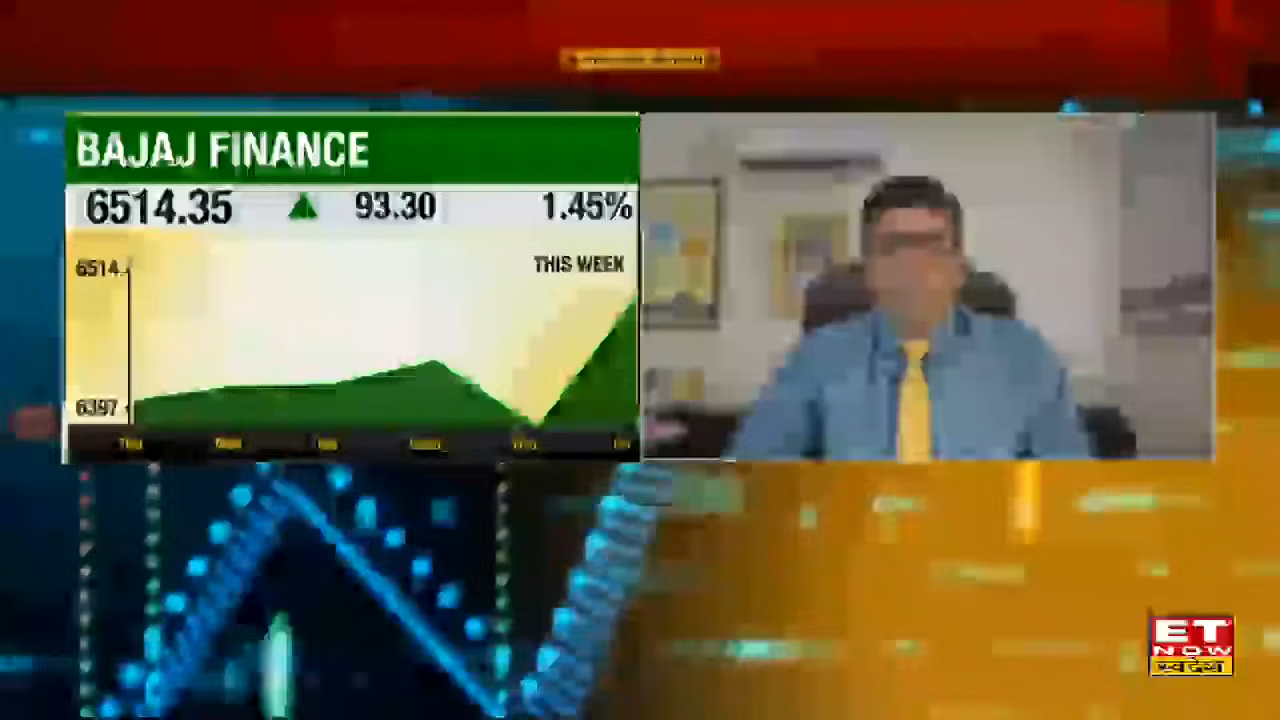 BAJAJ FINANCE
6514.35 ▲ 93.30 1.45%
THIS WEEK
6514.
6397
ET
NOW
स्वदेश